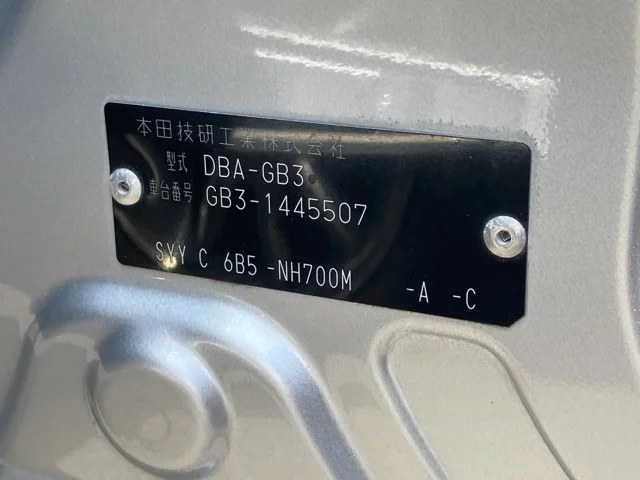 本田技研工業株式会社
型式 DBA-GB3
車台番号 GB3-1445507
SYY C 6B5 -NH700M -A -C